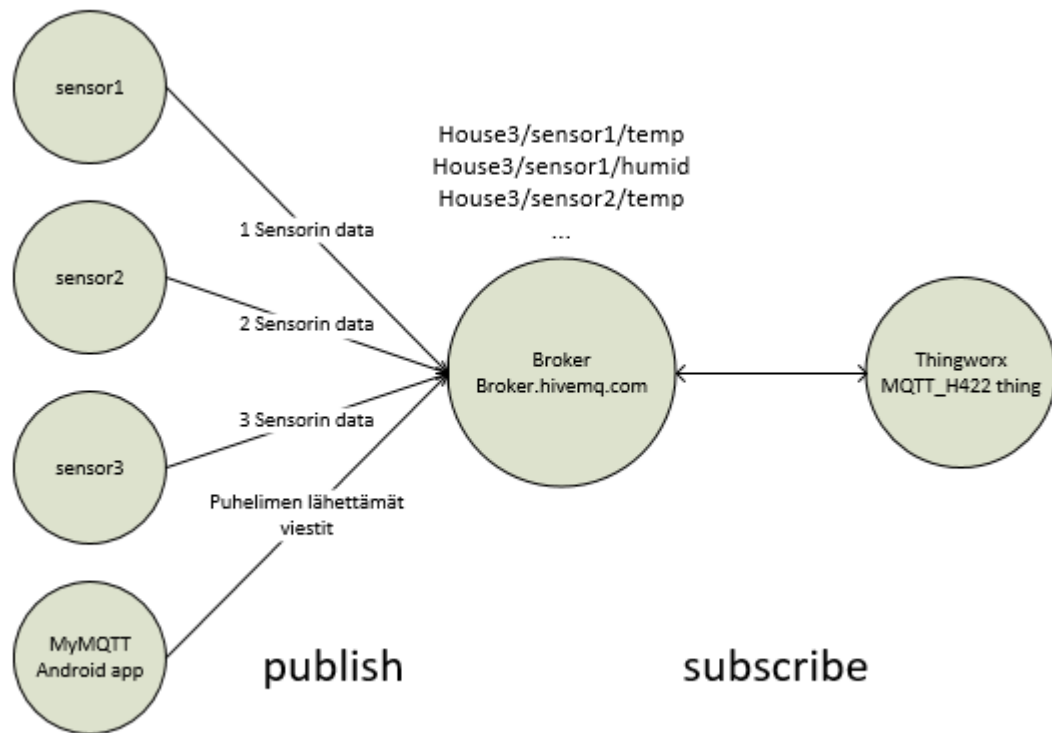 sensor1
House3/sensor1/temp
House3/sensor1/humid
House3/sensor2/temp
...
1 Sensorin data
sensor2
2 Sensorin data
Broker
Broker.hivemq.com
Thingworx
MQTT_H422 thing
3 Sensorin data
sensor3
Puhelimen lähettämät
viestit
MyMQTT
Android app
publish
subscribe